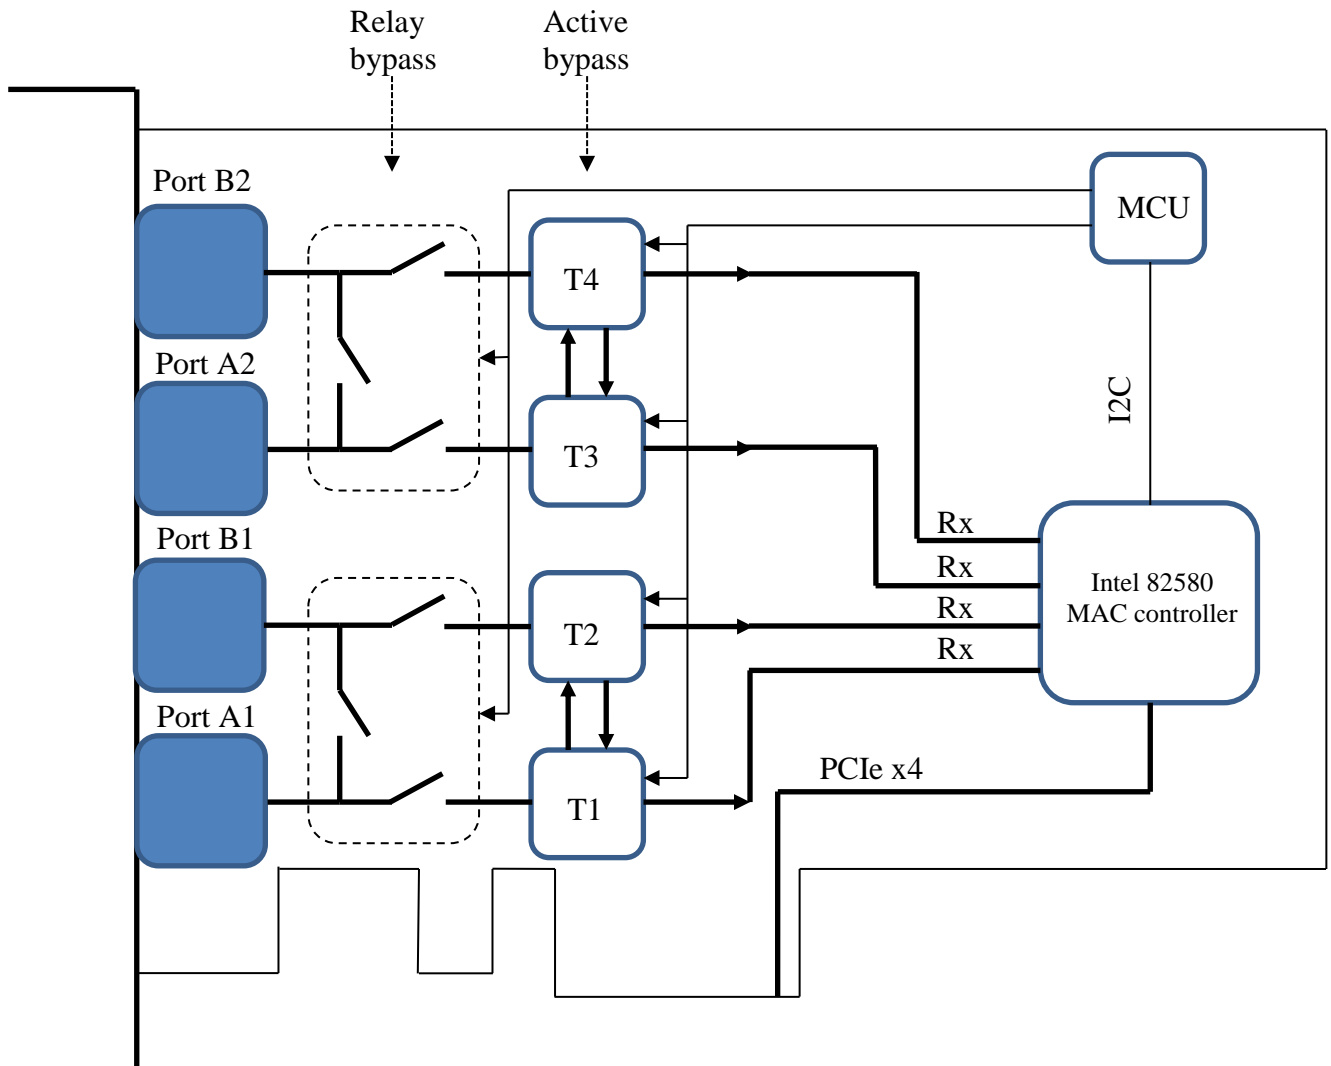 Relay
bypass
Active
bypass
Port B2
MCU
T4
Port A2
I2C
T3
Rx
Port B1
Rx
Intel 82580
MAC controller
Rx
T2
Rx
Port A1
PCIe x4
T1